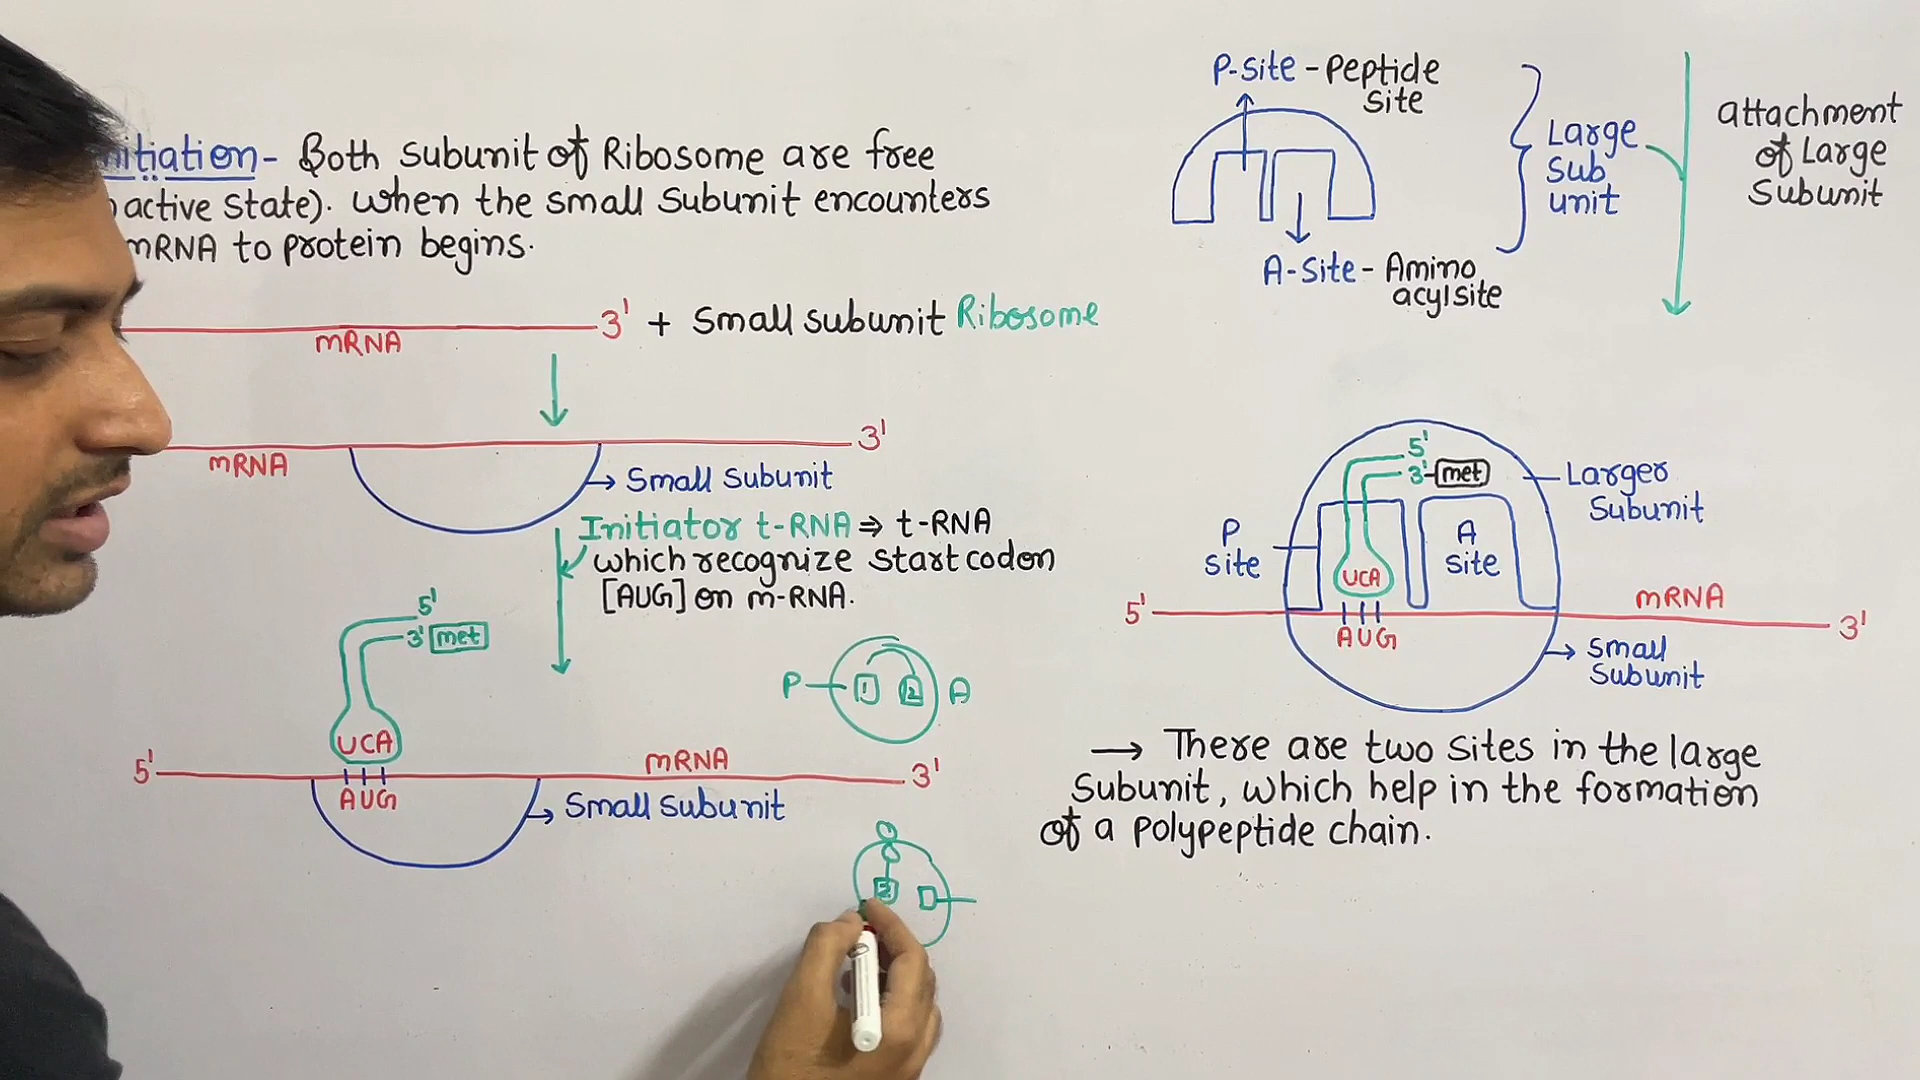 nitiation- Both subunit of Ribosome are free
active state). when the small subunit encounters
mRNA to protein begins.
3' + small subunit Ribosome
mRNA
mRNA
3'
→ small subunit
Initiator t-RNA ⇒ t-RNA
which recognize start codon
[AUG] on m-RNA.
5'
3' met
UCA
5'
mRNA
3'
AUG
→ small subunit
P
1
2
A
2
P-site - peptide
site
A-site - Amino
acylsite
Large
sub
unit
attachment
of Large
subunit
5'
3'- met
Larger
subunit
P
site
A
site
UCA
5'
mRNA
3'
AUG
→ small
subunit
→ There are two sites in the large
subunit, which help in the formation
of a polypeptide chain.